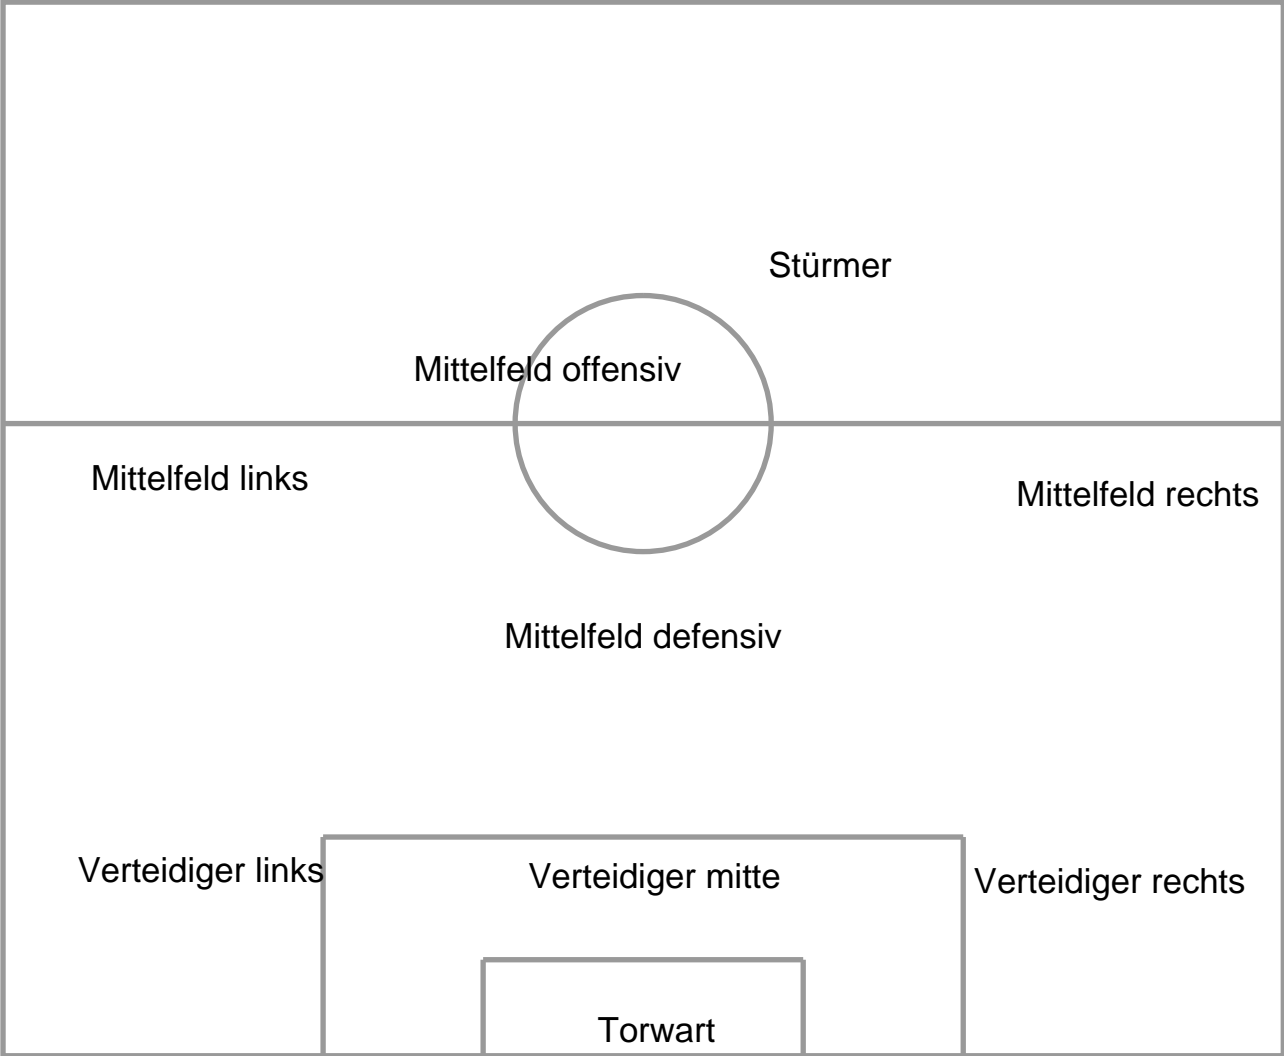 Stürmer
Mittelfeld offensiv
Mittelfeld links
Mittelfeld rechts
Mittelfeld defensiv
Verteidiger links
Verteidiger mitte
Verteidiger rechts
Torwart